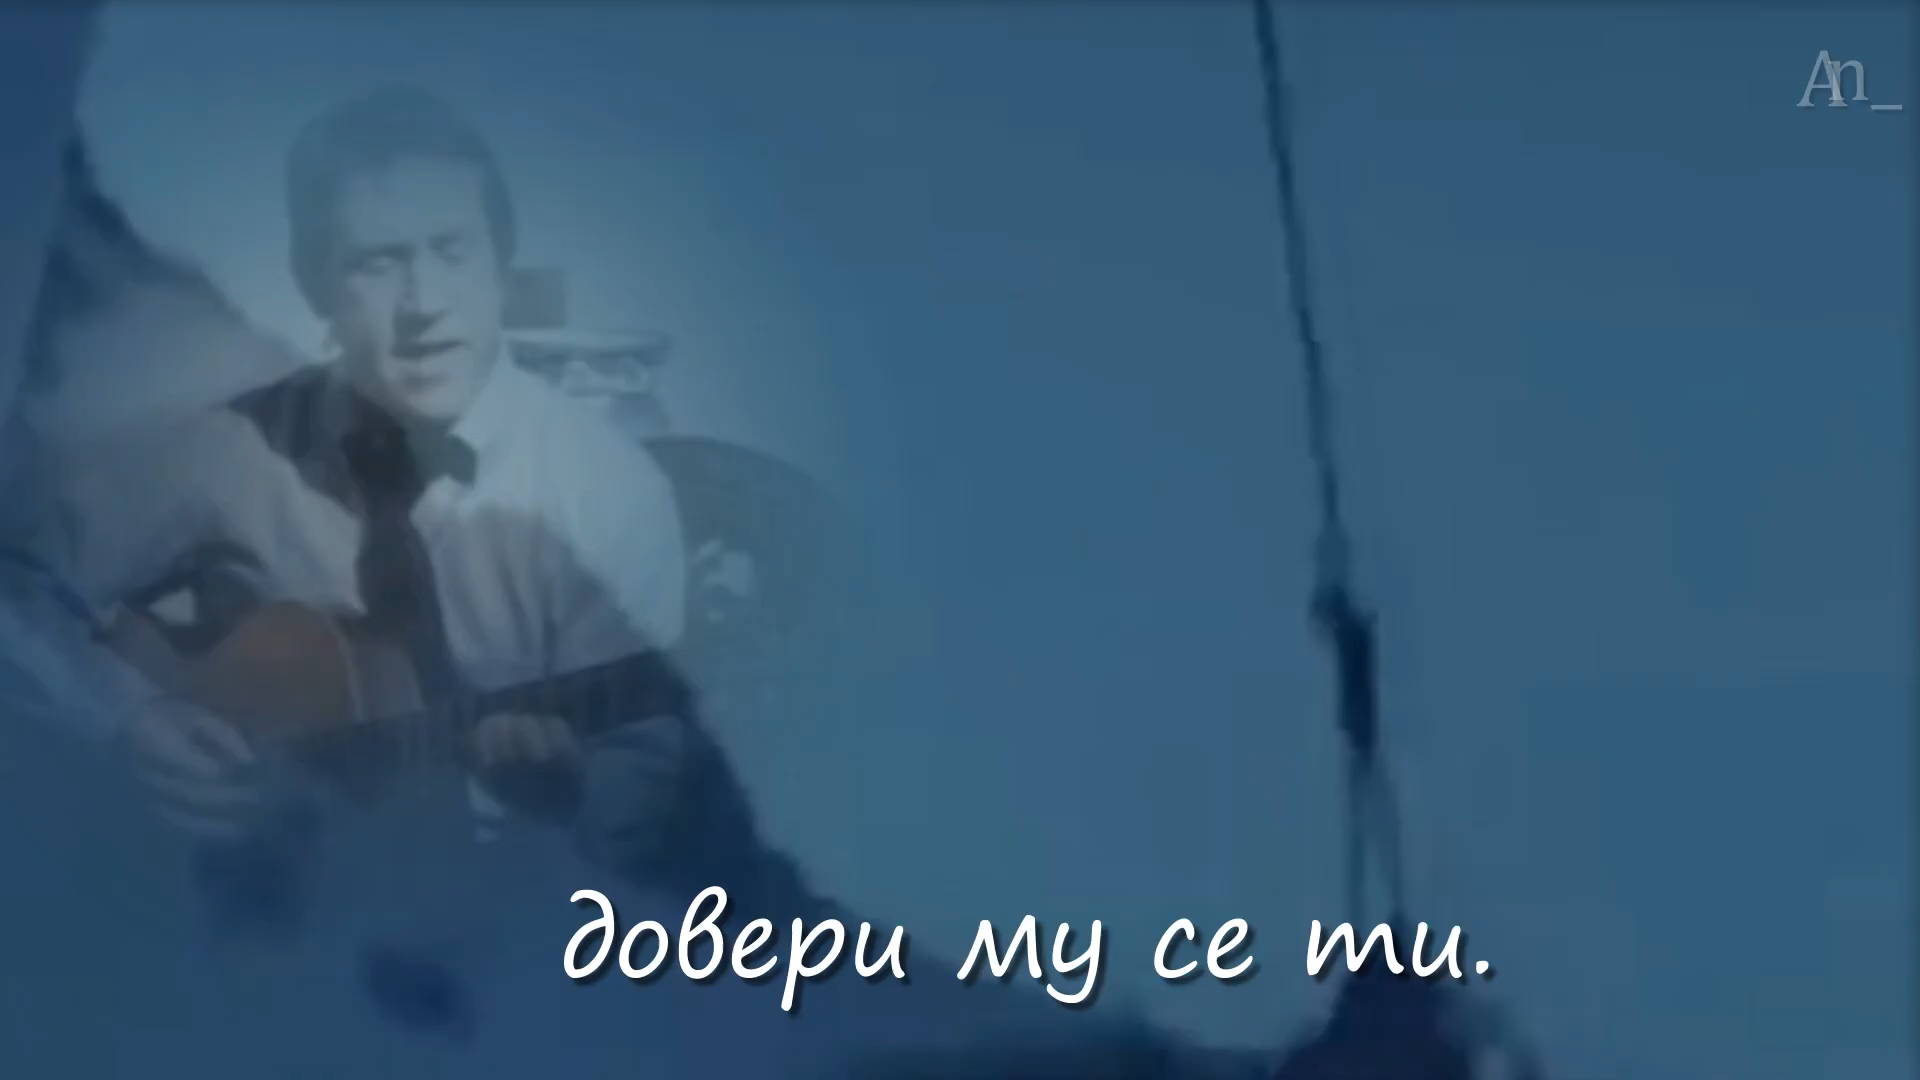 An_
довери му се ти.